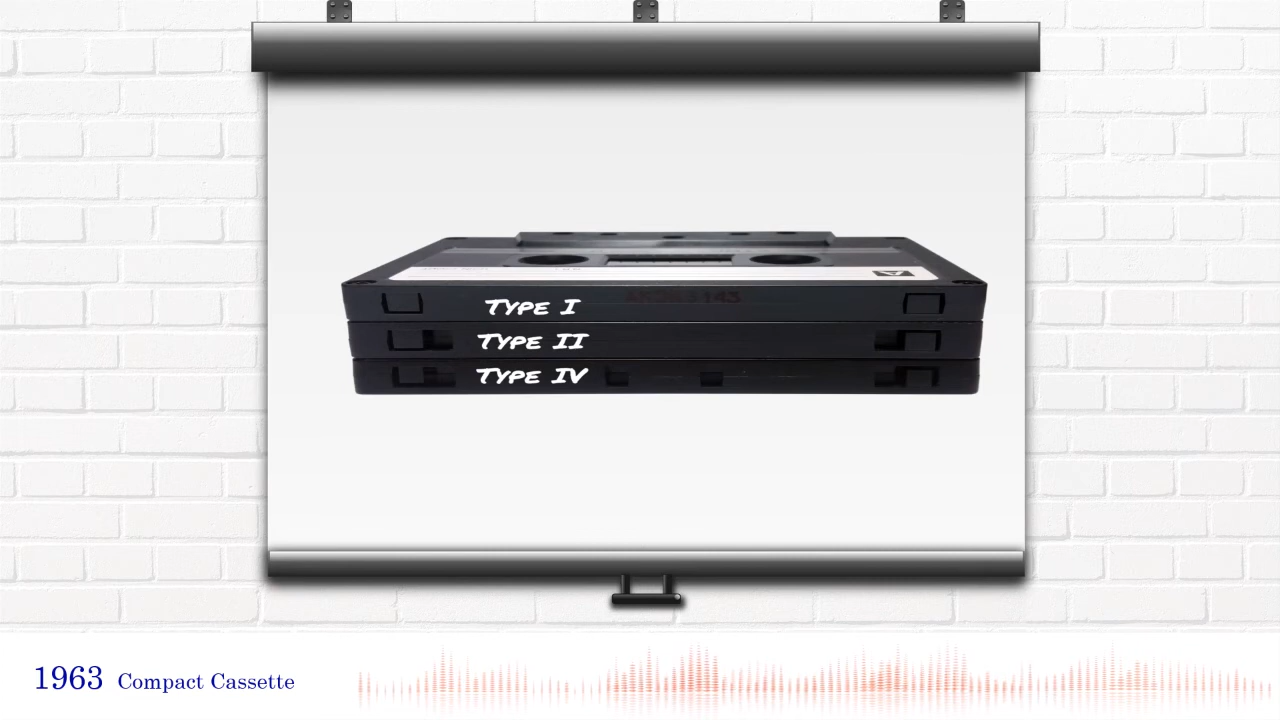 A
TYPE I
TYPE II
TYPE IV
1963 Compact Cassette